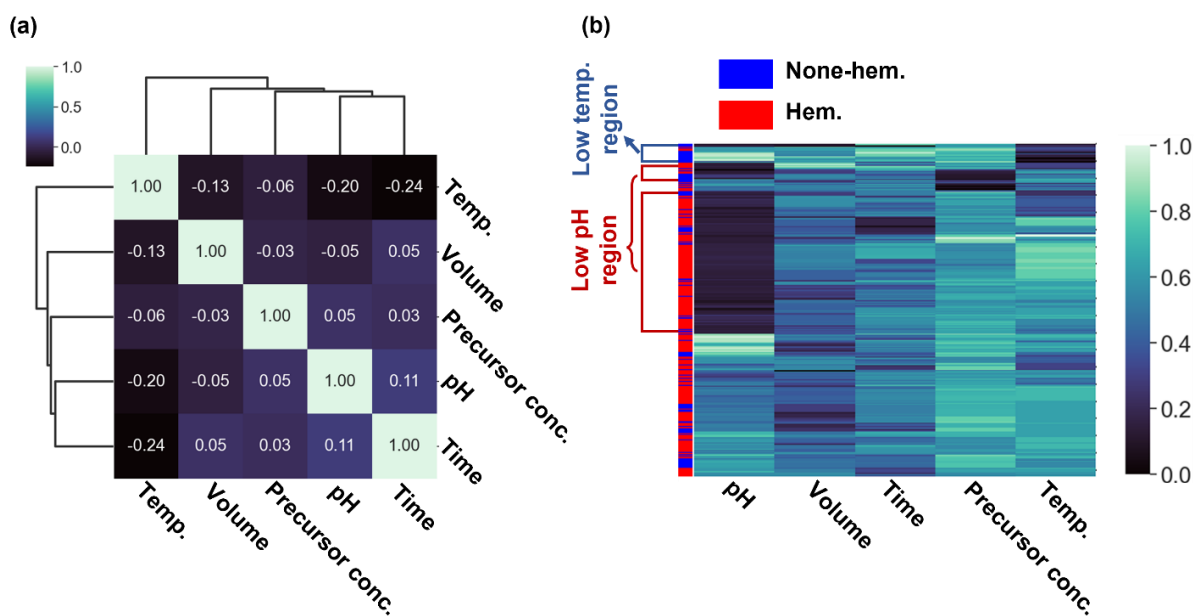 (a)
1.0
0.5
0.0
1.00 -0.13 -0.06 -0.20 -0.24
-0.13 1.00 -0.03 -0.05 0.05
-0.06 -0.03 1.00 0.05 0.03
-0.20 -0.05 0.05 1.00 0.11
-0.24 0.05 0.03 0.11 1.00
Temp.
Volume
Precursor conc.
pH
Time
Temp.
Volume
Precursor conc.
pH
Time
(b)
None-hem.
Hem.
Low temp.
region
Low pH
region
1.0
0.8
0.6
0.4
0.2
0.0
pH
Volume
Time
Precursor conc.
Temp.